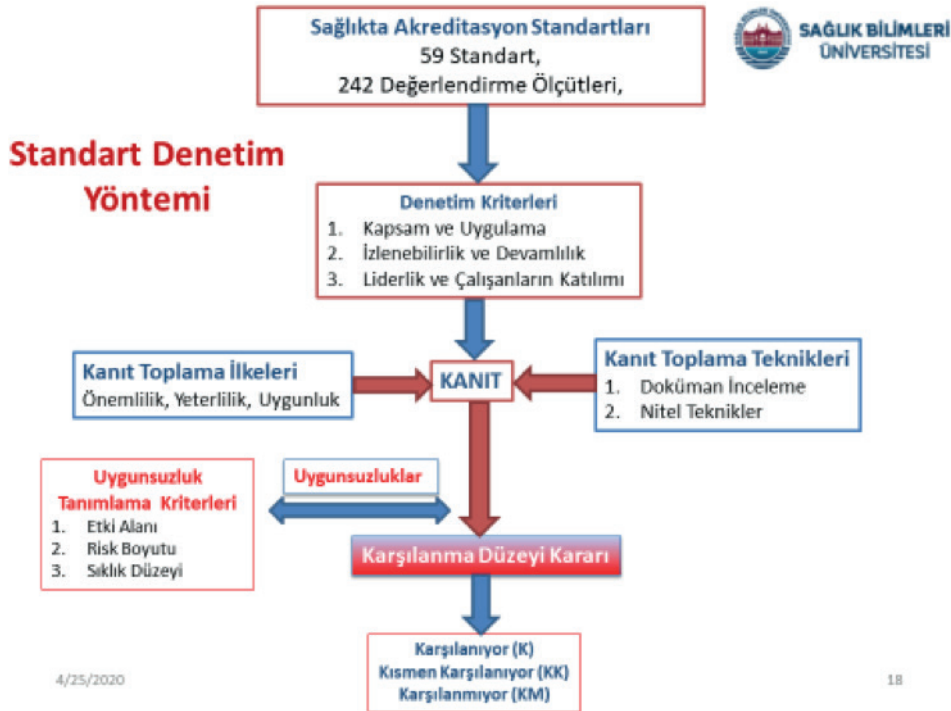 Sağlıkta Akreditasyon Standartları
59 Standart,
242 Değerlendirme Ölçütleri,
SAĞLIK BİLİMLERİ
ÜNİVERSİTESİ
Standart Denetim
Yöntemi
Denetim Kriterleri
1. Kapsam ve Uygulama
2. İzlenebilirlik ve Devamlılık
3. Liderlik ve Çalışanların Katılımı
Kanıt Toplama İlkeleri
Önemlilik, Yeterlilik, Uygunluk
KANIT
Kanıt Toplama Teknikleri
1. Doküman İnceleme
2. Nitel Teknikler
Uygunsuzluk
Tanımlama Kriterleri
1. Etki Alanı
2. Risk Boyutu
3. Sıklık Düzeyi
Uygunsuzluklar
Karşılanma Düzeyi Kararı
Karşılanıyor (K)
Kısmen Karşılanıyor (KK)
Karşılanmıyor (KM)
4/25/2020
18